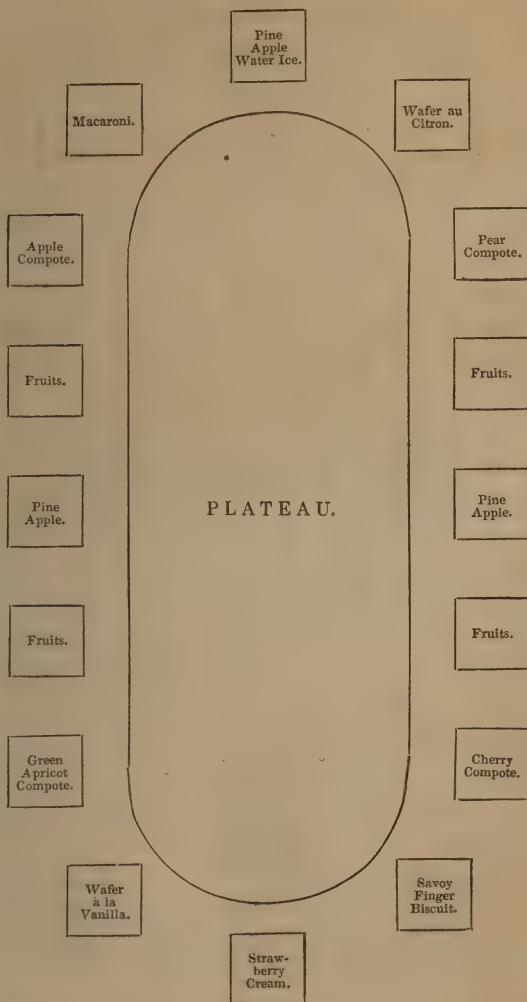 Pine
Apple
Water Ice.
Macaroni.
Wafer au
Citron.
Apple
Compote.
Pear
Compote.
Fruits.
Fruits.
Pine
Apple.
PLATEAU.
Pine
Apple.
Fruits.
Fruits.
Green
Apricot
Compote.
Cherry
Compote.
Wafer
à la
Vanilla.
Savoy
Finger
Biscuit.
Straw-
berry
Cream.